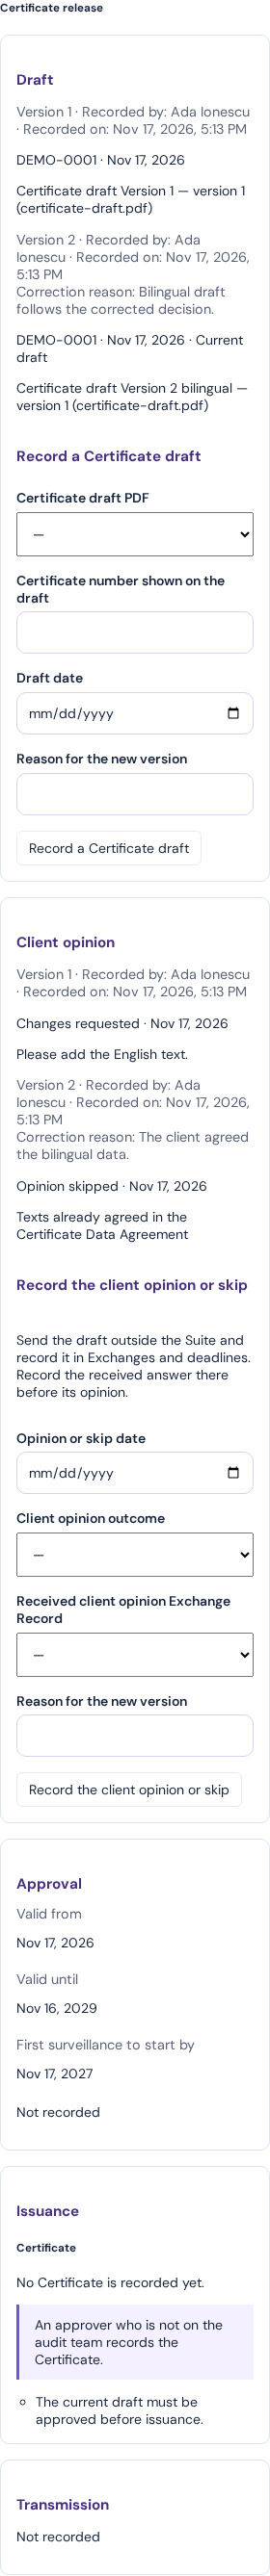 Certificate release
Draft
Version 1 · Recorded by: Ada Ionescu
· Recorded on: Nov 17, 2026, 5:13 PM
DEMO-0001 · Nov 17, 2026
Certificate draft Version 1 — version 1
(certificate-draft.pdf)
Version 2 · Recorded by: Ada
Ionescu · Recorded on: Nov 17, 2026,
5:13 PM
Correction reason: Bilingual draft
follows the corrected decision.
DEMO-0001 · Nov 17, 2026 · Current
draft
Certificate draft Version 2 bilingual —
version 1 (certificate-draft.pdf)
Record a Certificate draft
Certificate draft PDF
—
Certificate number shown on the
draft
Draft date
mm/dd/yyyy
Reason for the new version
Record a Certificate draft
Client opinion
Version 1 · Recorded by: Ada Ionescu
· Recorded on: Nov 17, 2026, 5:13 PM
Changes requested · Nov 17, 2026
Please add the English text.
Version 2 · Recorded by: Ada
Ionescu · Recorded on: Nov 17, 2026,
5:13 PM
Correction reason: The client agreed
the bilingual data.
Opinion skipped · Nov 17, 2026
Texts already agreed in the
Certificate Data Agreement
Record the client opinion or skip
Send the draft outside the Suite and
record it in Exchanges and deadlines.
Record the received answer there
before its opinion.
Opinion or skip date
mm/dd/yyyy
Client opinion outcome
—
Received client opinion Exchange
Record
—
Reason for the new version
Record the client opinion or skip
Approval
Valid from
Nov 17, 2026
Valid until
Nov 16, 2029
First surveillance to start by
Nov 17, 2027
Not recorded
Issuance
Certificate
No Certificate is recorded yet.
An approver who is not on the
audit team records the
Certificate.
The current draft must be
approved before issuance.
Transmission
Not recorded